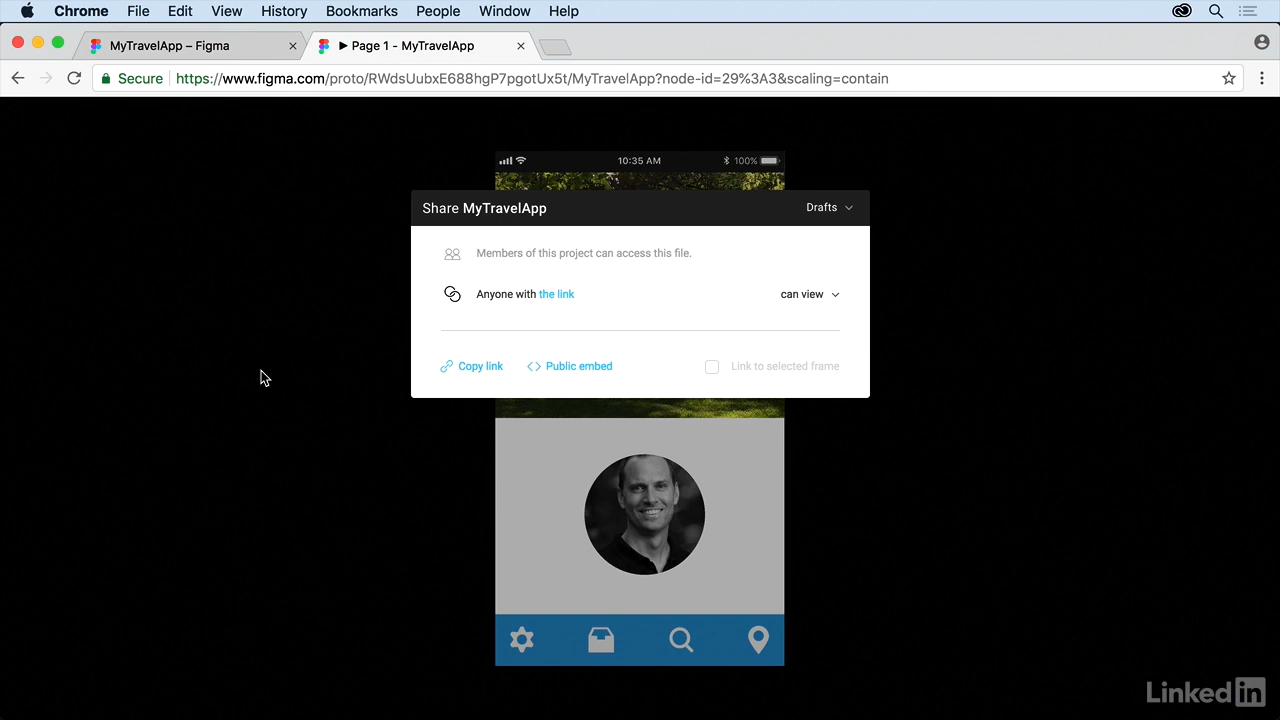 Chrome File Edit View History Bookmarks People Window Help
MyTravelApp – Figma
▶ Page 1 - MyTravelApp
Secure https://www.figma.com/proto/RWdsUubxE688hgP7pgotUx5t/MyTravelApp?node-id=29%3A3&scaling=contain
10:35 AM 100%
Share MyTravelApp Drafts
Members of this project can access this file.
Anyone with the link can view
Copy link Public embed Link to selected frame
Linked in